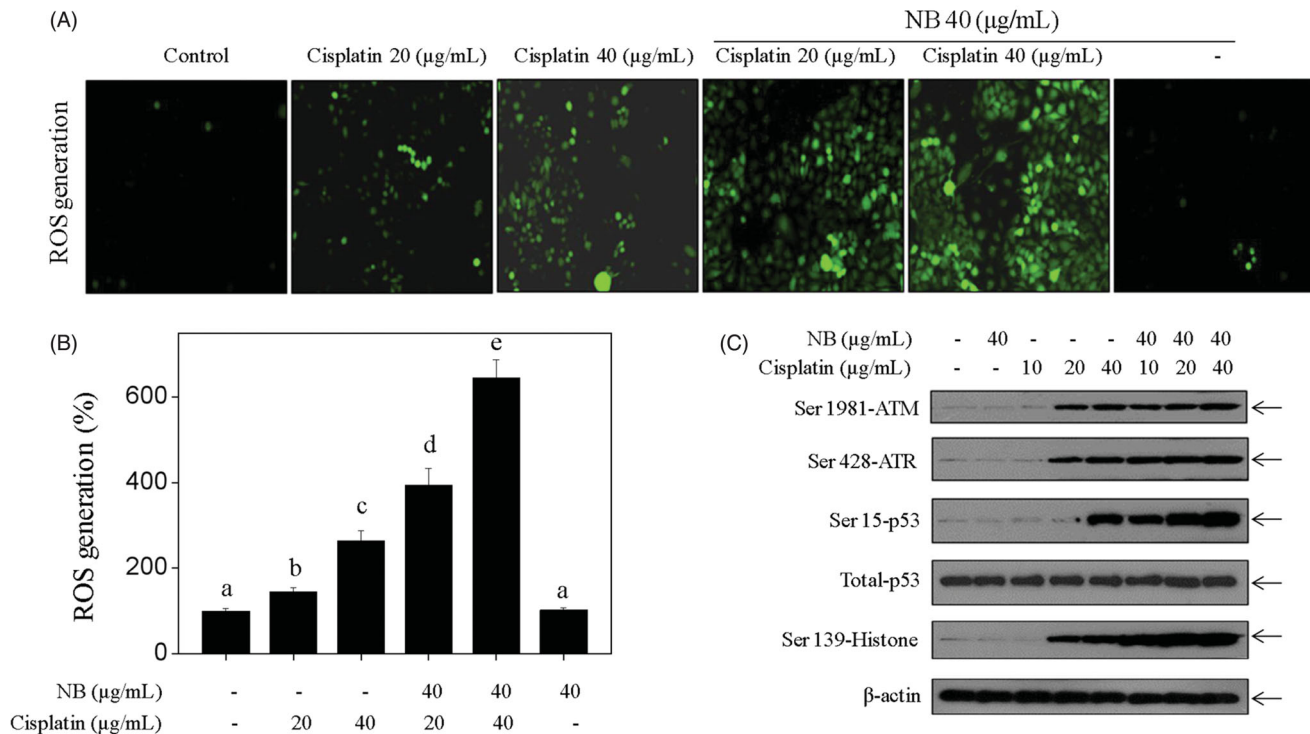 (A)
NB 40 (µg/mL)
Control Cisplatin 20 (µg/mL) Cisplatin 40 (µg/mL) Cisplatin 20 (µg/mL) Cisplatin 40 (µg/mL) -
ROS generation
(B)
ROS generation (%)
600
400
200
0
a b c d e a
NB (µg/mL) - - - 40 40 40
Cisplatin (µg/mL) - 20 40 20 40 -
(C)
NB (µg/mL) - 40 - - - 40 40 40
Cisplatin (µg/mL) - - 10 20 40 10 20 40
Ser 1981-ATM
Ser 428-ATR
Ser 15-p53
Total-p53
Ser 139-Histone
β-actin